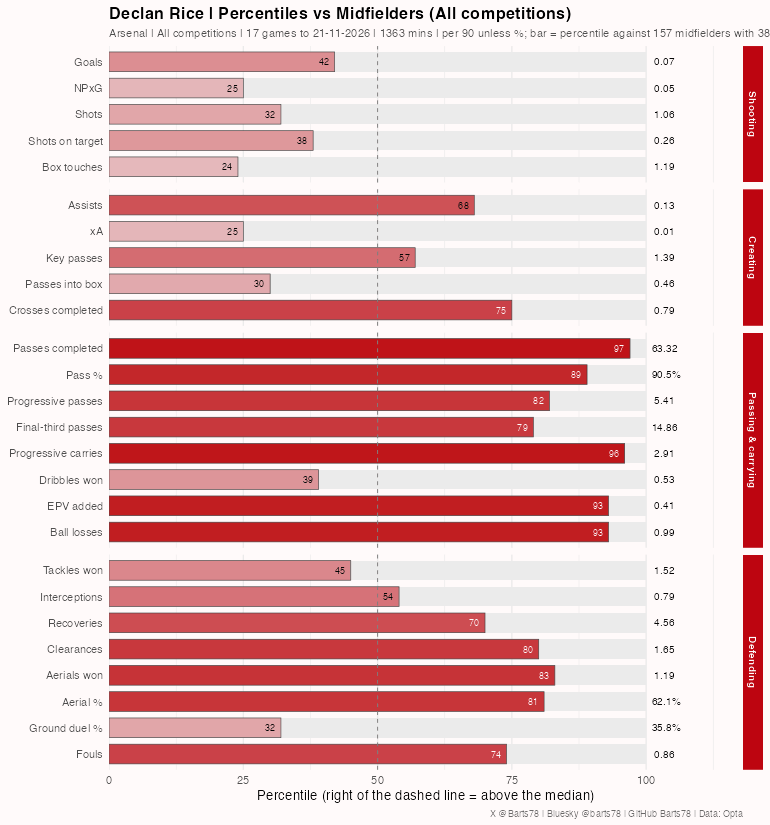 Declan Rice | Percentiles vs Midfielders (All competitions)
Arsenal | All competitions | 17 games to 21-11-2026 | 1363 mins | per 90 unless %; bar = percentile against 157 midfielders with 38
Shooting
Goals 42 0.07
NPxG 25 0.05
Shots 32 1.06
Shots on target 38 0.26
Box touches 24 1.19
Creating
Assists 68 0.13
xA 25 0.01
Key passes 57 1.39
Passes into box 30 0.46
Crosses completed 75 0.79
Passing & carrying
Passes completed 97 63.32
Pass % 89 90.5%
Progressive passes 82 5.41
Final-third passes 79 14.86
Progressive carries 96 2.91
Dribbles won 39 0.53
EPV added 93 0.41
Ball losses 93 0.99
Defending
Tackles won 45 1.52
Interceptions 54 0.79
Recoveries 70 4.56
Clearances 80 1.65
Aerials won 83 1.19
Aerial % 81 62.1%
Ground duel % 32 35.8%
Fouls 74 0.86
0 25 50 75 100
Percentile (right of the dashed line = above the median)
X @Barts78 | Bluesky @barts78 | GitHub Barts78 | Data: Opta